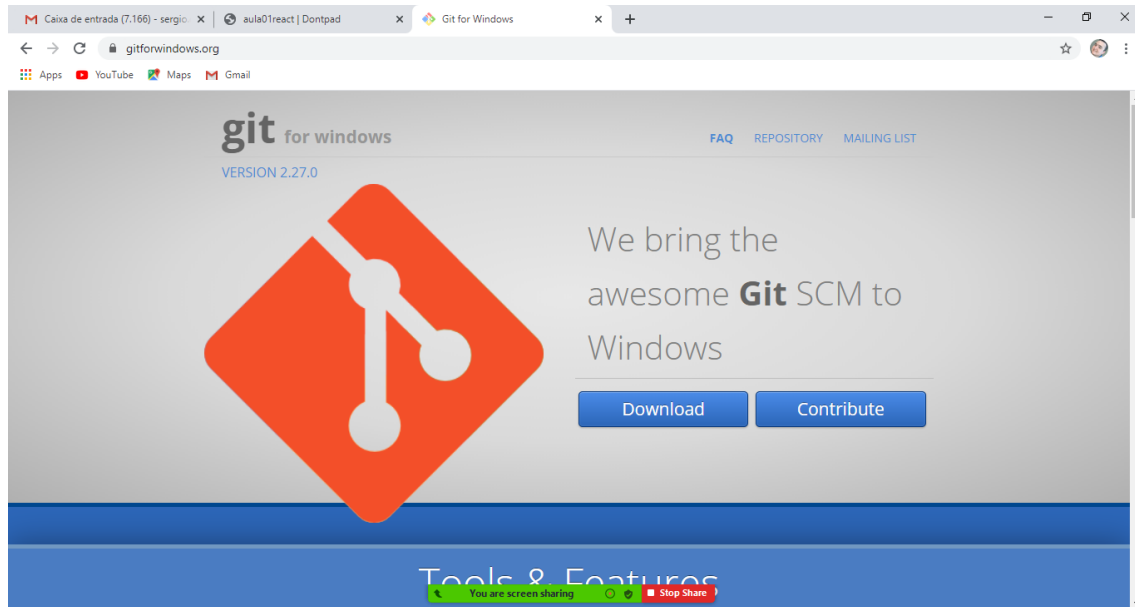 Caixa de entrada (7.166) - sergio.
aula01react | Dontpad
Git for Windows
gitforwindows.org
Apps YouTube Maps Gmail
git for windows
FAQ REPOSITORY MAILING LIST
VERSION 2.27.0
We bring the
awesome Git SCM to
Windows
Download Contribute
Tools & Features
You are screen sharing Stop Share